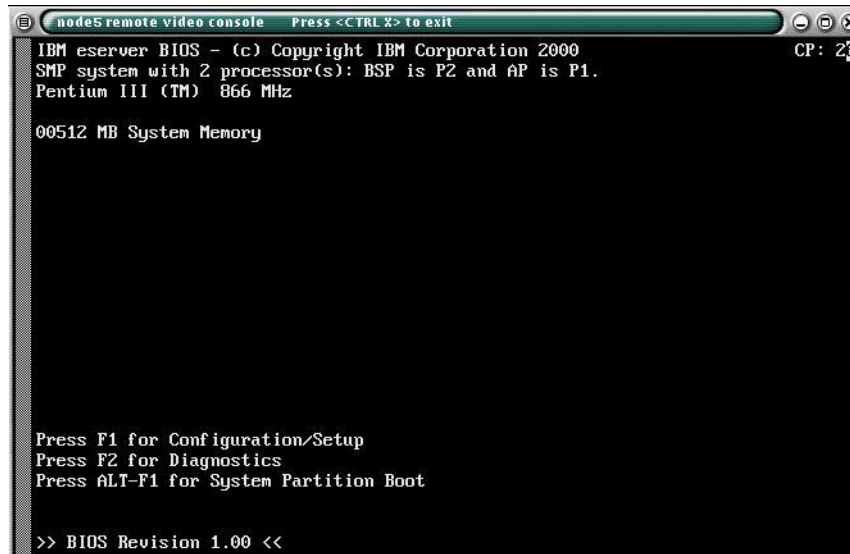 node5 remote video console Press <CTRL X> to exit
IBM eserver BIOS - (c) Copyright IBM Corporation 2000 CP: 2
SMP system with 2 processor(s): BSP is P2 and AP is P1.
Pentium III (TM) 866 MHz
00512 MB System Memory
Press F1 for Configuration/Setup
Press F2 for Diagnostics
Press ALT-F1 for System Partition Boot
>> BIOS Revision 1.00 <<